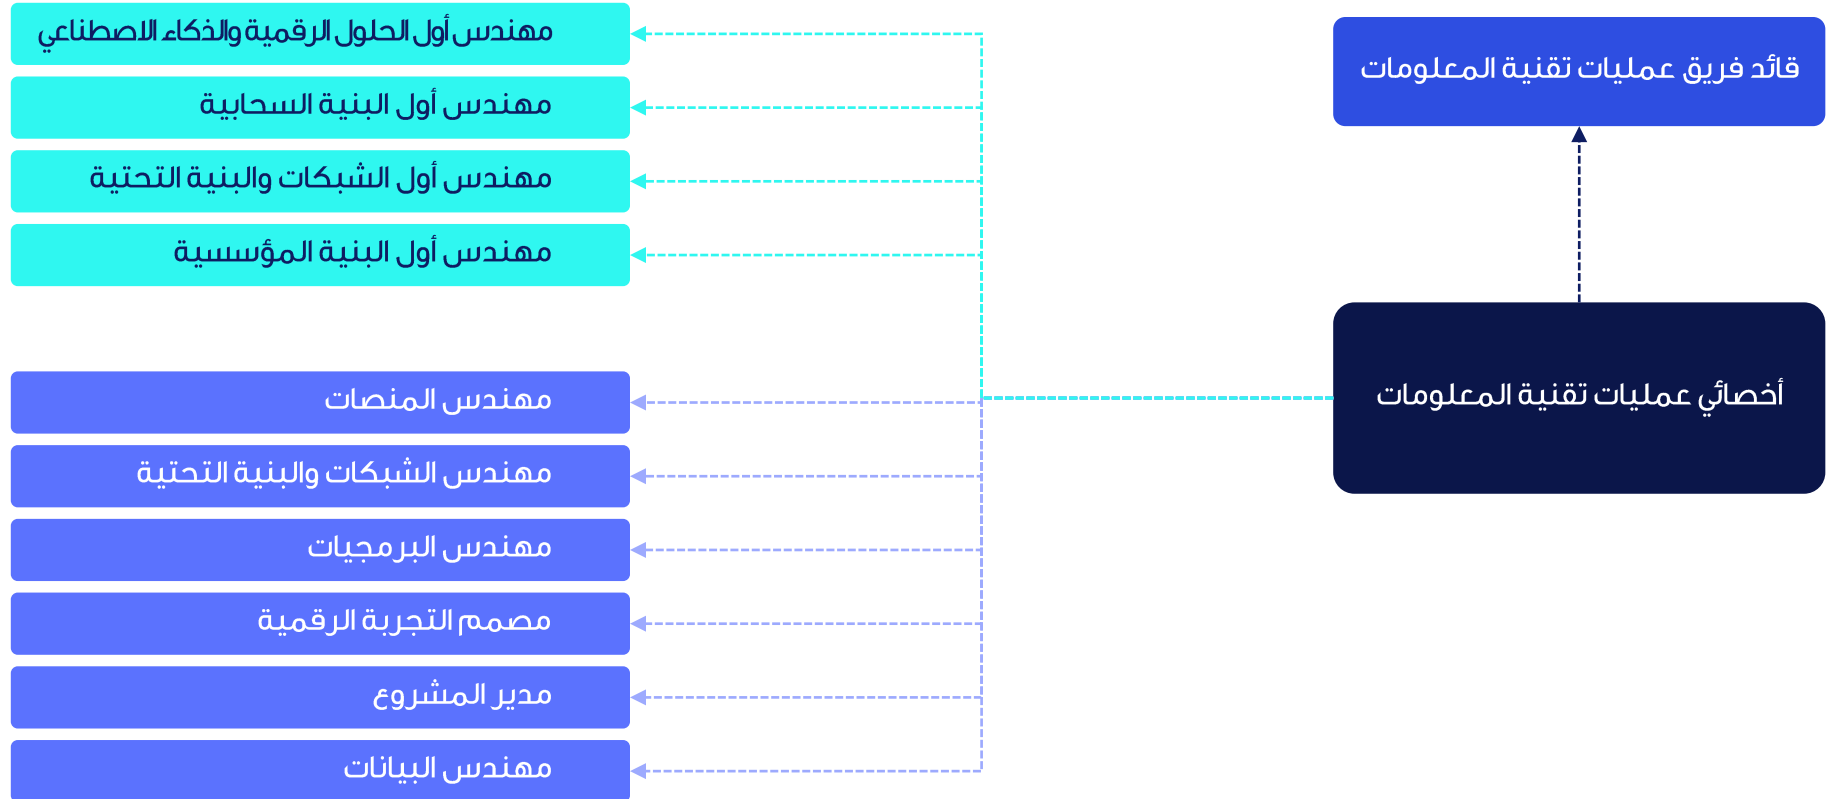 قائد فريق عمليات تقنية المعلومات
أخصائي عمليات تقنية المعلومات
مهندس أول الحلول الرقمية والذكاء الاصطناعي
مهندس أول البنية السحابية
مهندس أول الشبكات والبنية التحتية
مهندس أول البنية المؤسسية
مهندس المنصات
مهندس الشبكات والبنية التحتية
مهندس البرمجيات
مصمم التجربة الرقمية
مدير المشروع
مهندس البيانات